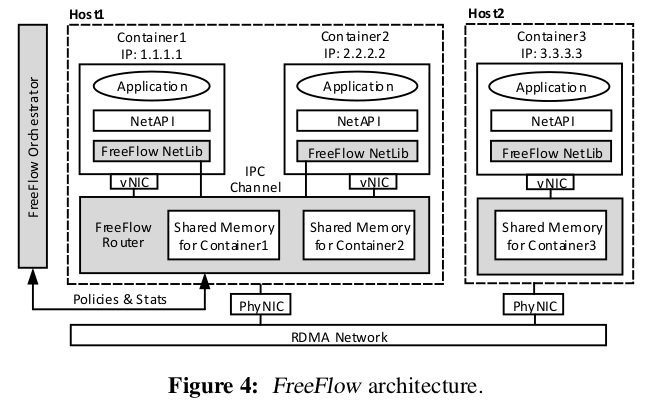 Host1
Host2
Container1
IP: 1.1.1.1
Container2
IP: 2.2.2.2
Container3
IP: 3.3.3.3
FreeFlow Orchestrator
Application
Application
Application
NetAPI
NetAPI
NetAPI
FreeFlow NetLib
FreeFlow NetLib
FreeFlow NetLib
IPC
Channel
vNIC
vNIC
vNIC
FreeFlow
Router
Shared Memory
for Container1
Shared Memory
for Container2
Shared Memory
for Container3
Policies & Stats
PhyNIC
PhyNIC
RDMA Network
Figure 4: FreeFlow architecture.